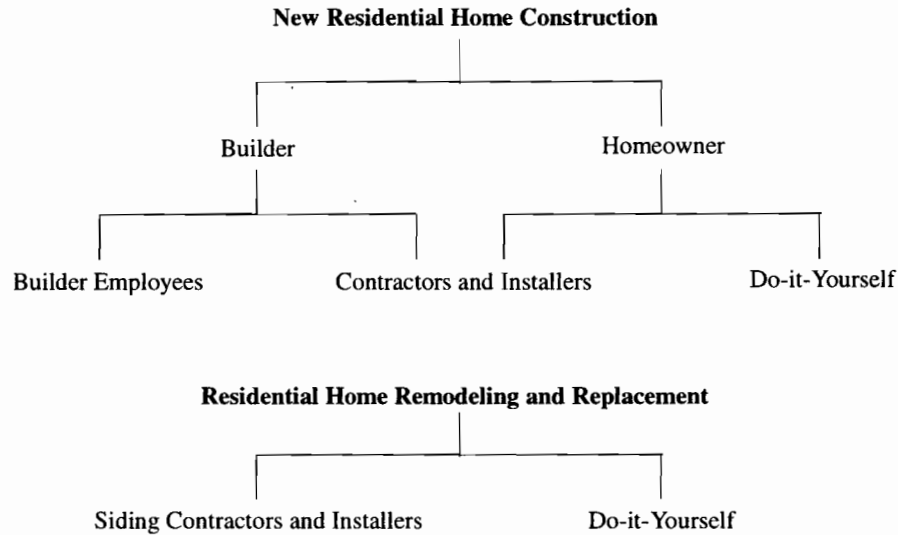 New Residential Home Construction
Builder Homeowner
Builder Employees Contractors and Installers Do-it-Yourself
Residential Home Remodeling and Replacement
Siding Contractors and Installers Do-it-Yourself